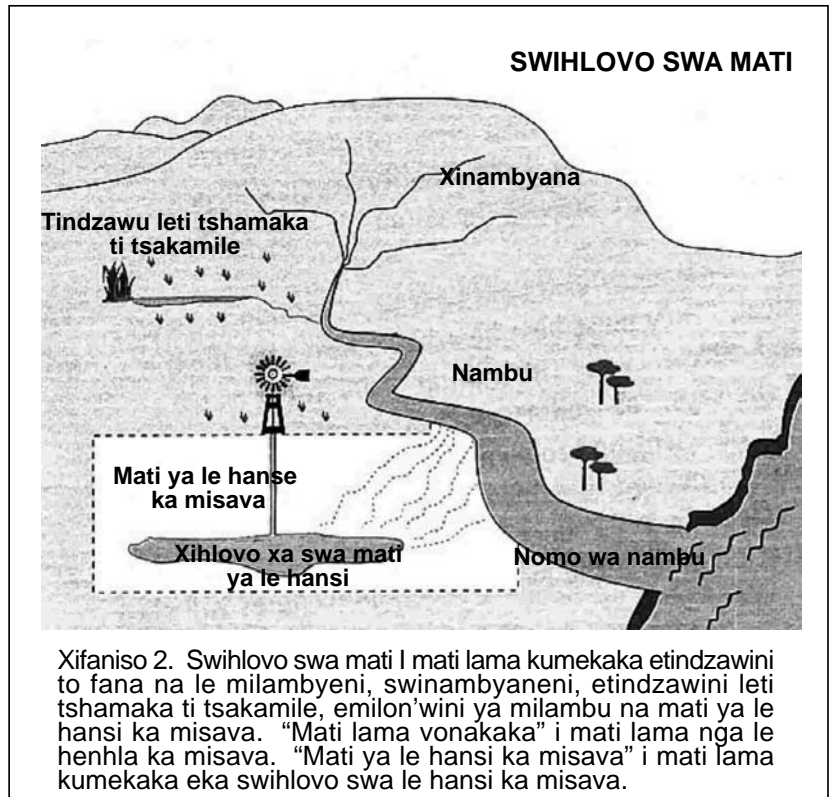 SWIHLOVO SWA MATI
Xinambyana
Tindzawu leti tshamaka
ti tsakamile
Nambu
Mati ya le hanse
ka misava
Xihlovo xa swa mati
ya le hansi
Nomo wa nambu
Xifaniso 2. Swihlovo swa mati I mati lama kumekaka etindzawini
to fana na le milambyeni, swinambyaneni, etindzawini leti
tshamaka ti tsakamile, emilon'wini ya milambu na mati ya le
hansi ka misava. “Mati lama vonakaka” i mati lama nga le
henhla ka misava. “Mati ya le hansi ka misava” i mati lama
kumekaka eka swihlovo swa le hansi ka misava.